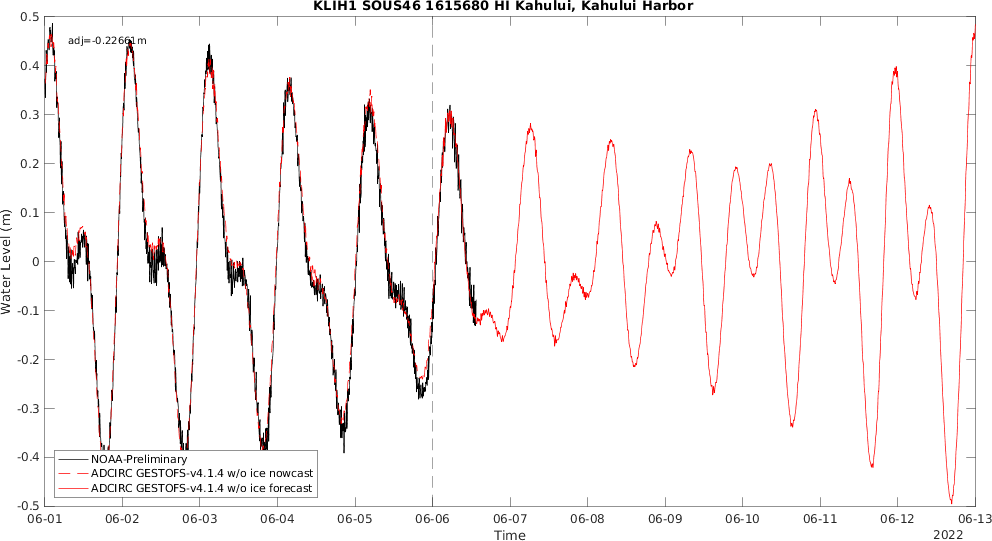 KLIH1 SOUS46 1615680 HI Kahului, Kahului Harbor
adj=-0.22661m
0.5
0.4
0.3
0.2
0.1
0
-0.1
-0.2
-0.3
-0.4
-0.5
Water Level (m)
NOAA-Preliminary
ADCIRC GESTOFS-v4.1.4 w/o ice nowcast
ADCIRC GESTOFS-v4.1.4 w/o ice forecast
06-01 06-02 06-03 06-04 06-05 06-06 06-07 06-08 06-09 06-10 06-11 06-12 06-13
Time
2022